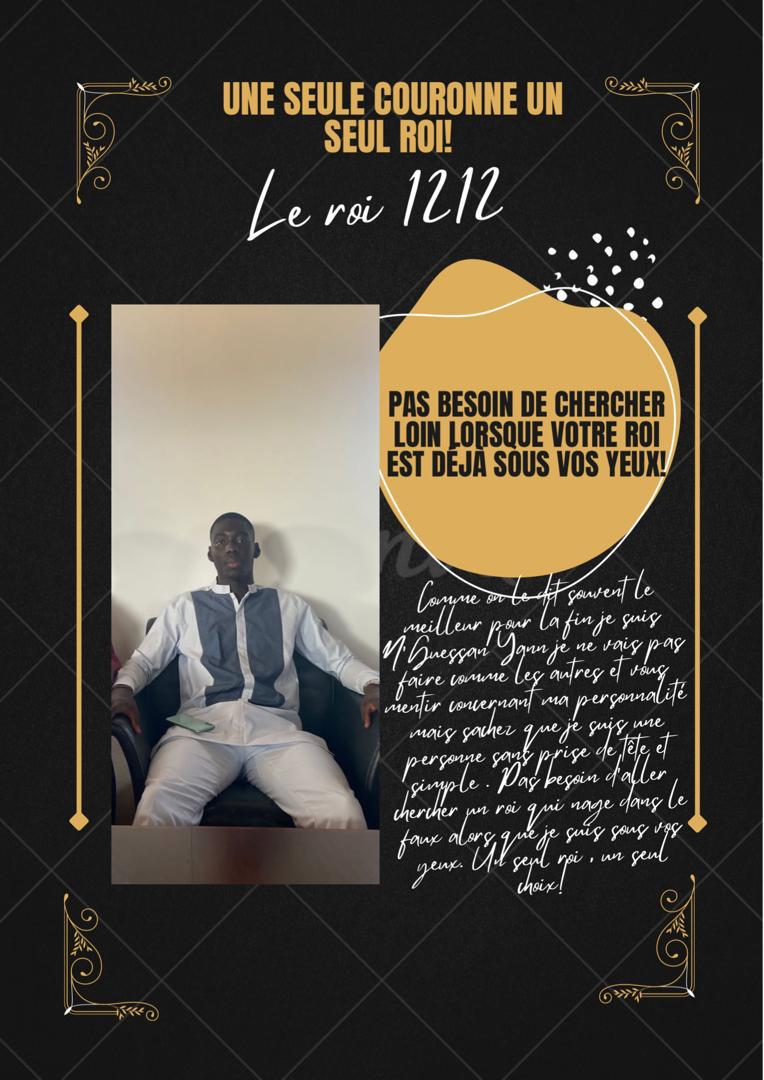 UNE SEULE COURONNE UN
SEUL ROI!
Le roi 1212
PAS BESOIN DE CHERCHER
LOIN LORSQUE VOTRE ROI
EST DÉJÀ SOUS VOS YEUX!
Comme on le dit souvent le
meilleur pour la fin je suis
N'Guessan Yann je ne vais pas
faire comme les autres et vous
mentir concernant ma personnalité
mais sachez que je suis une
personne sans prise de tête et
simple . Pas besoin d'aller
chercher un roi qui nage dans le
faux alors que je suis sous vos
yeux. Un seul roi , un seul
choix!